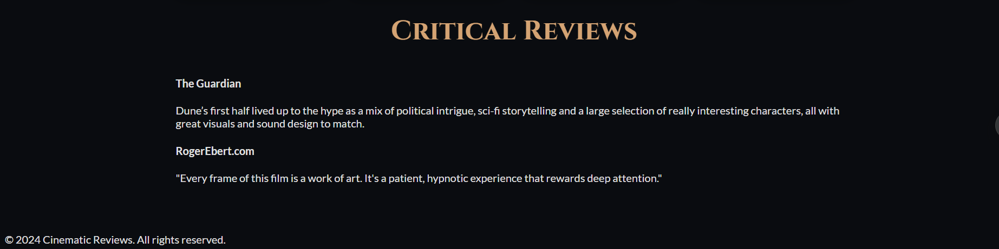 Critical Reviews
The Guardian
Dune’s first half lived up to the hype as a mix of political intrigue, sci-fi storytelling and a large selection of really interesting characters, all with
great visuals and sound design to match.
RogerEbert.com
"Every frame of this film is a work of art. It's a patient, hypnotic experience that rewards deep attention."
© 2024 Cinematic Reviews. All rights reserved.